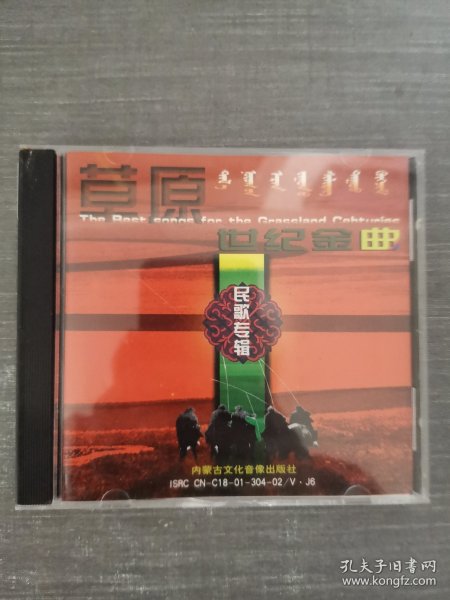 草原
The Best songs for the Grassland Centuries
世纪金曲
民歌专辑
内蒙古文化音像出版社
ISRC CN-C18-01-304-02/V·J6
孔夫子旧书网
www.kongfz.com